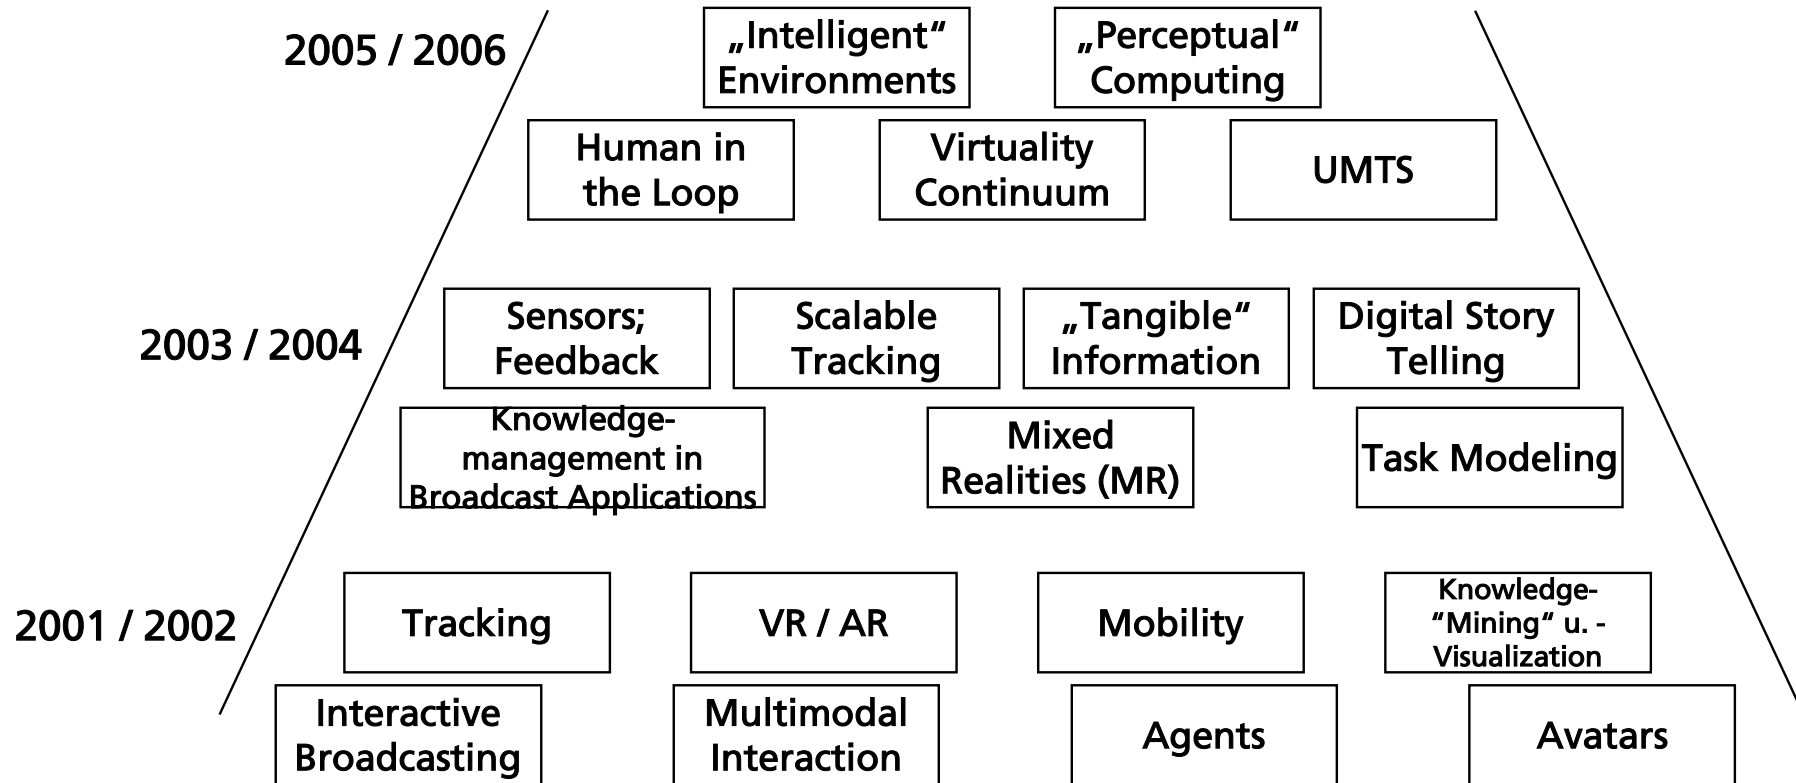 2005 / 2006
„Intelligent“
Environments
„Perceptual“
Computing
Human in
the Loop
Virtuality
Continuum
UMTS
2003 / 2004
Sensors;
Feedback
Scalable
Tracking
„Tangible“
Information
Digital Story
Telling
Knowledge-
management in
Broadcast Applications
Mixed
Realities (MR)
Task Modeling
2001 / 2002
Tracking
VR / AR
Mobility
Knowledge-
“Mining“ u. -
Visualization
Interactive
Broadcasting
Multimodal
Interaction
Agents
Avatars